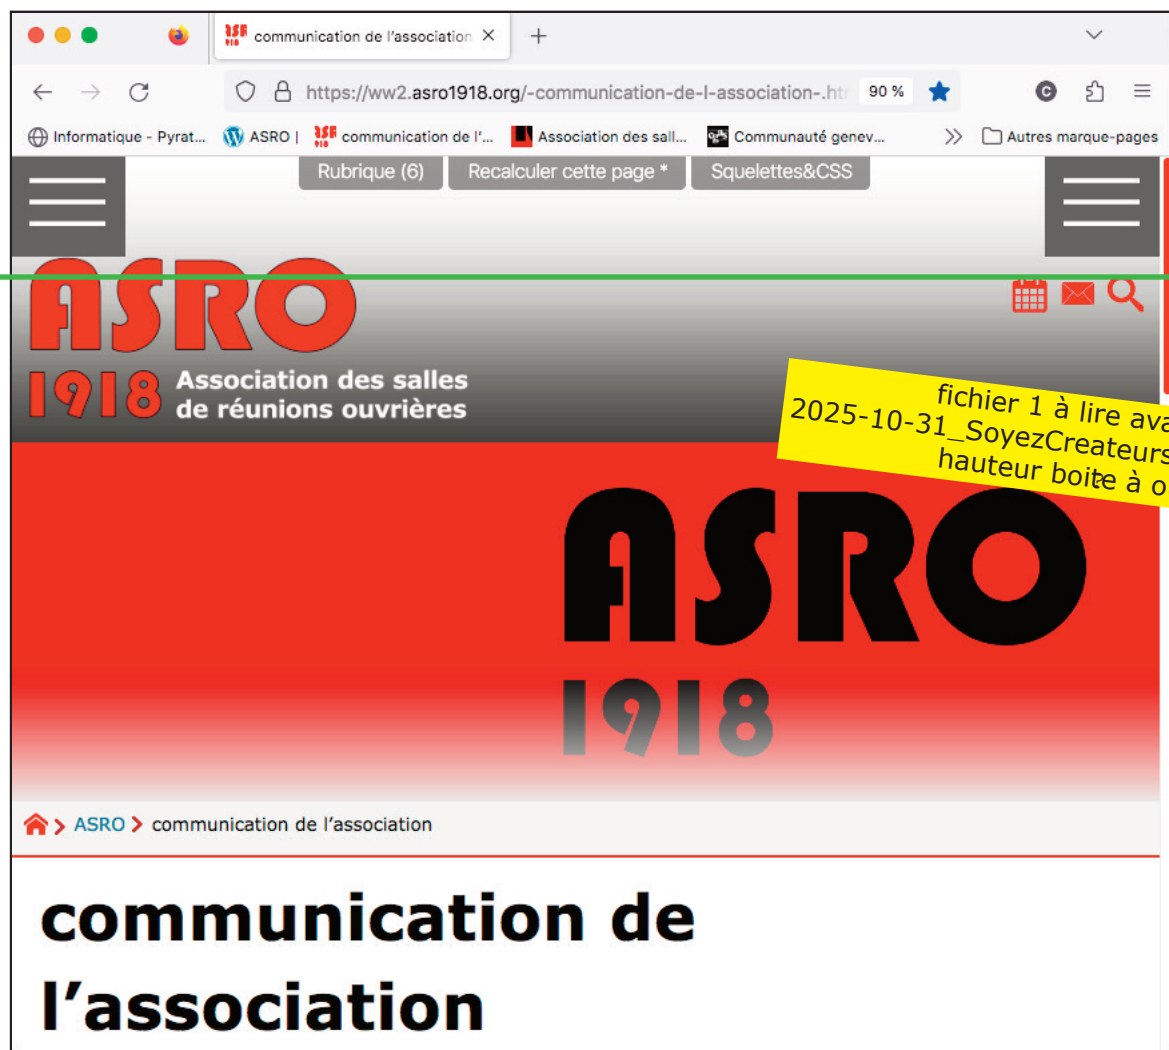 communication de l'association
https://ww2.asro1918.org/-communication-de-l-association-.htm
90 %
Informatique - Pyrat...
ASRO |
communication de l'...
Association des sall...
Communauté genev...
Autres marque-pages
Rubrique (6)
Recalculer cette page *
Squelettes&CSS
ASRO
1918
Association des salles
de réunions ouvrières
fichier 1 à lire ava
2025-10-31_SoyezCreateurs
hauteur boite à o
ASRO
1918
ASRO > communication de l'association
communication de
l'association